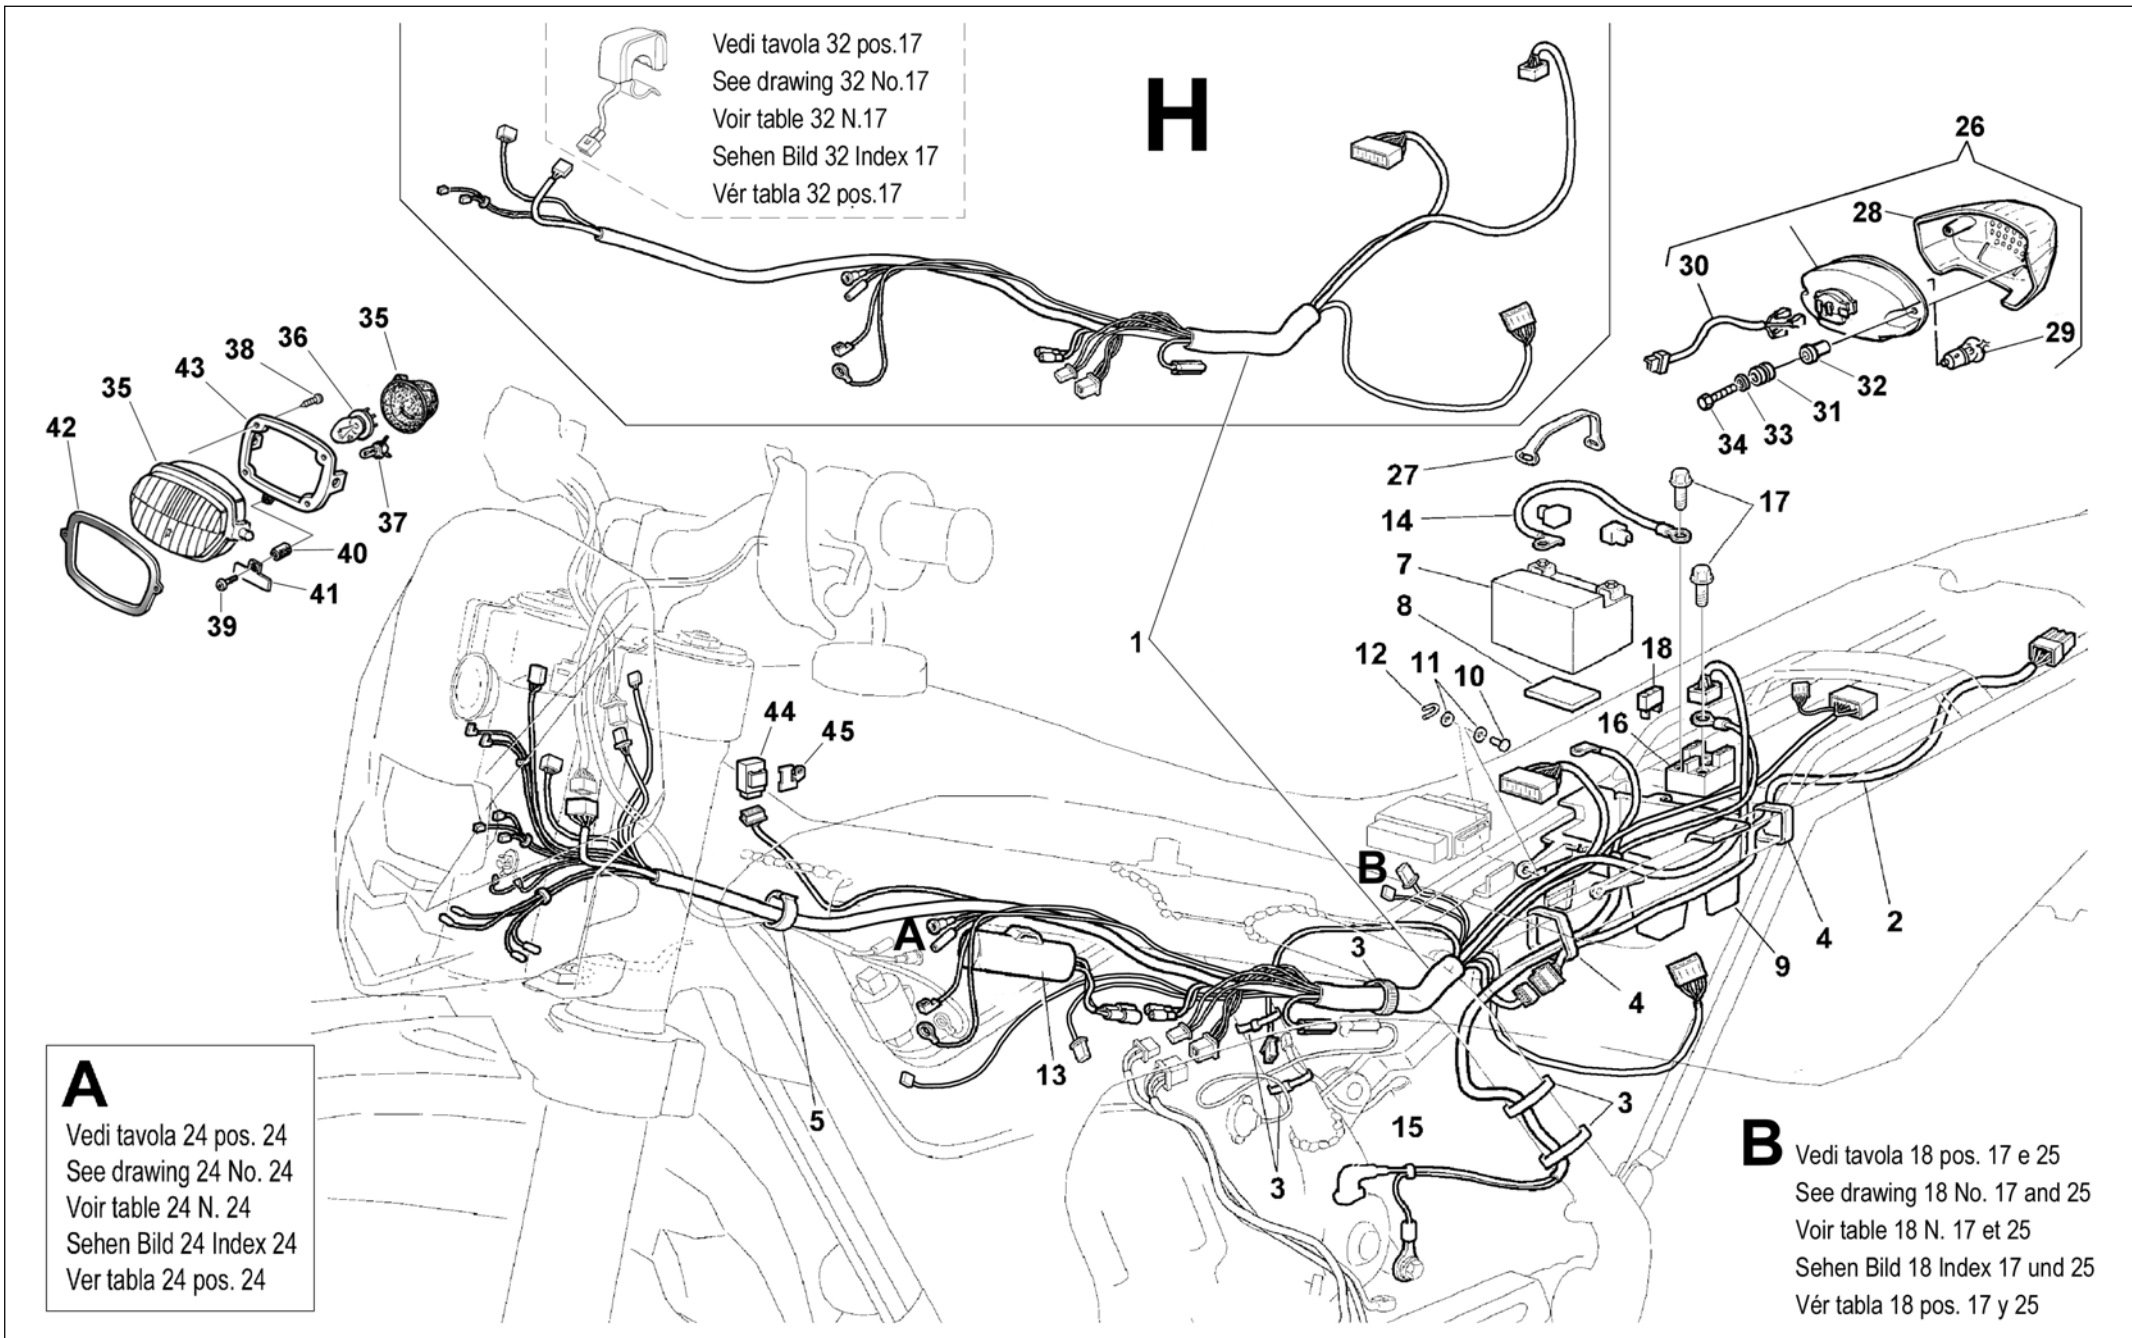 Vedi tavola 32 pos.17
See drawing 32 No.17
Voir table 32 N.17
Sehen Bild 32 Index 17
Vér tabla 32 pos.17
H
26
28
30
29
32
31
33
34
35
36
38
43
35
42
37
40
41
39
27
17
14
7
8
1
12
11
10
18
16
44
45
B
A
3
4
2
9
4
13
5
3
3
15
A
Vedi tavola 24 pos. 24
See drawing 24 No. 24
Voir table 24 N. 24
Sehen Bild 24 Index 24
Ver tabla 24 pos. 24
B
Vedi tavola 18 pos. 17 e 25
See drawing 18 No. 17 and 25
Voir table 18 N. 17 et 25
Sehen Bild 18 Index 17 und 25
Vér tabla 18 pos. 17 y 25